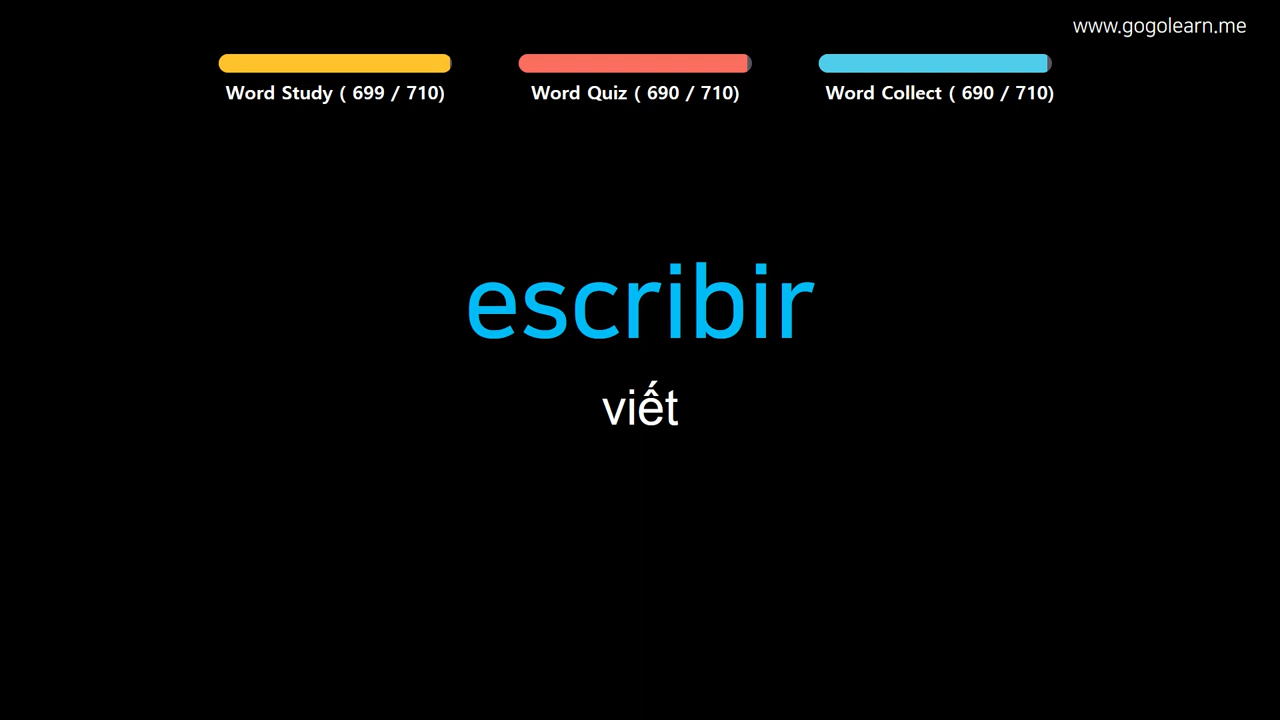 www.gogolearn.me
Word Study ( 699 / 710)
Word Quiz ( 690 / 710)
Word Collect ( 690 / 710)
escribir
viết